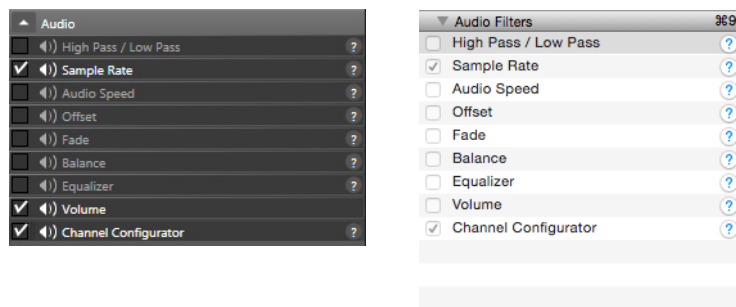 Audio
High Pass / Low Pass ?
Sample Rate ?
Audio Speed ?
Offset ?
Fade ?
Balance ?
Equalizer ?
Volume
Channel Configurator ?
Audio Filters ⌘9
High Pass / Low Pass ?
Sample Rate ?
Audio Speed ?
Offset ?
Fade ?
Balance ?
Equalizer ?
Volume ?
Channel Configurator ?